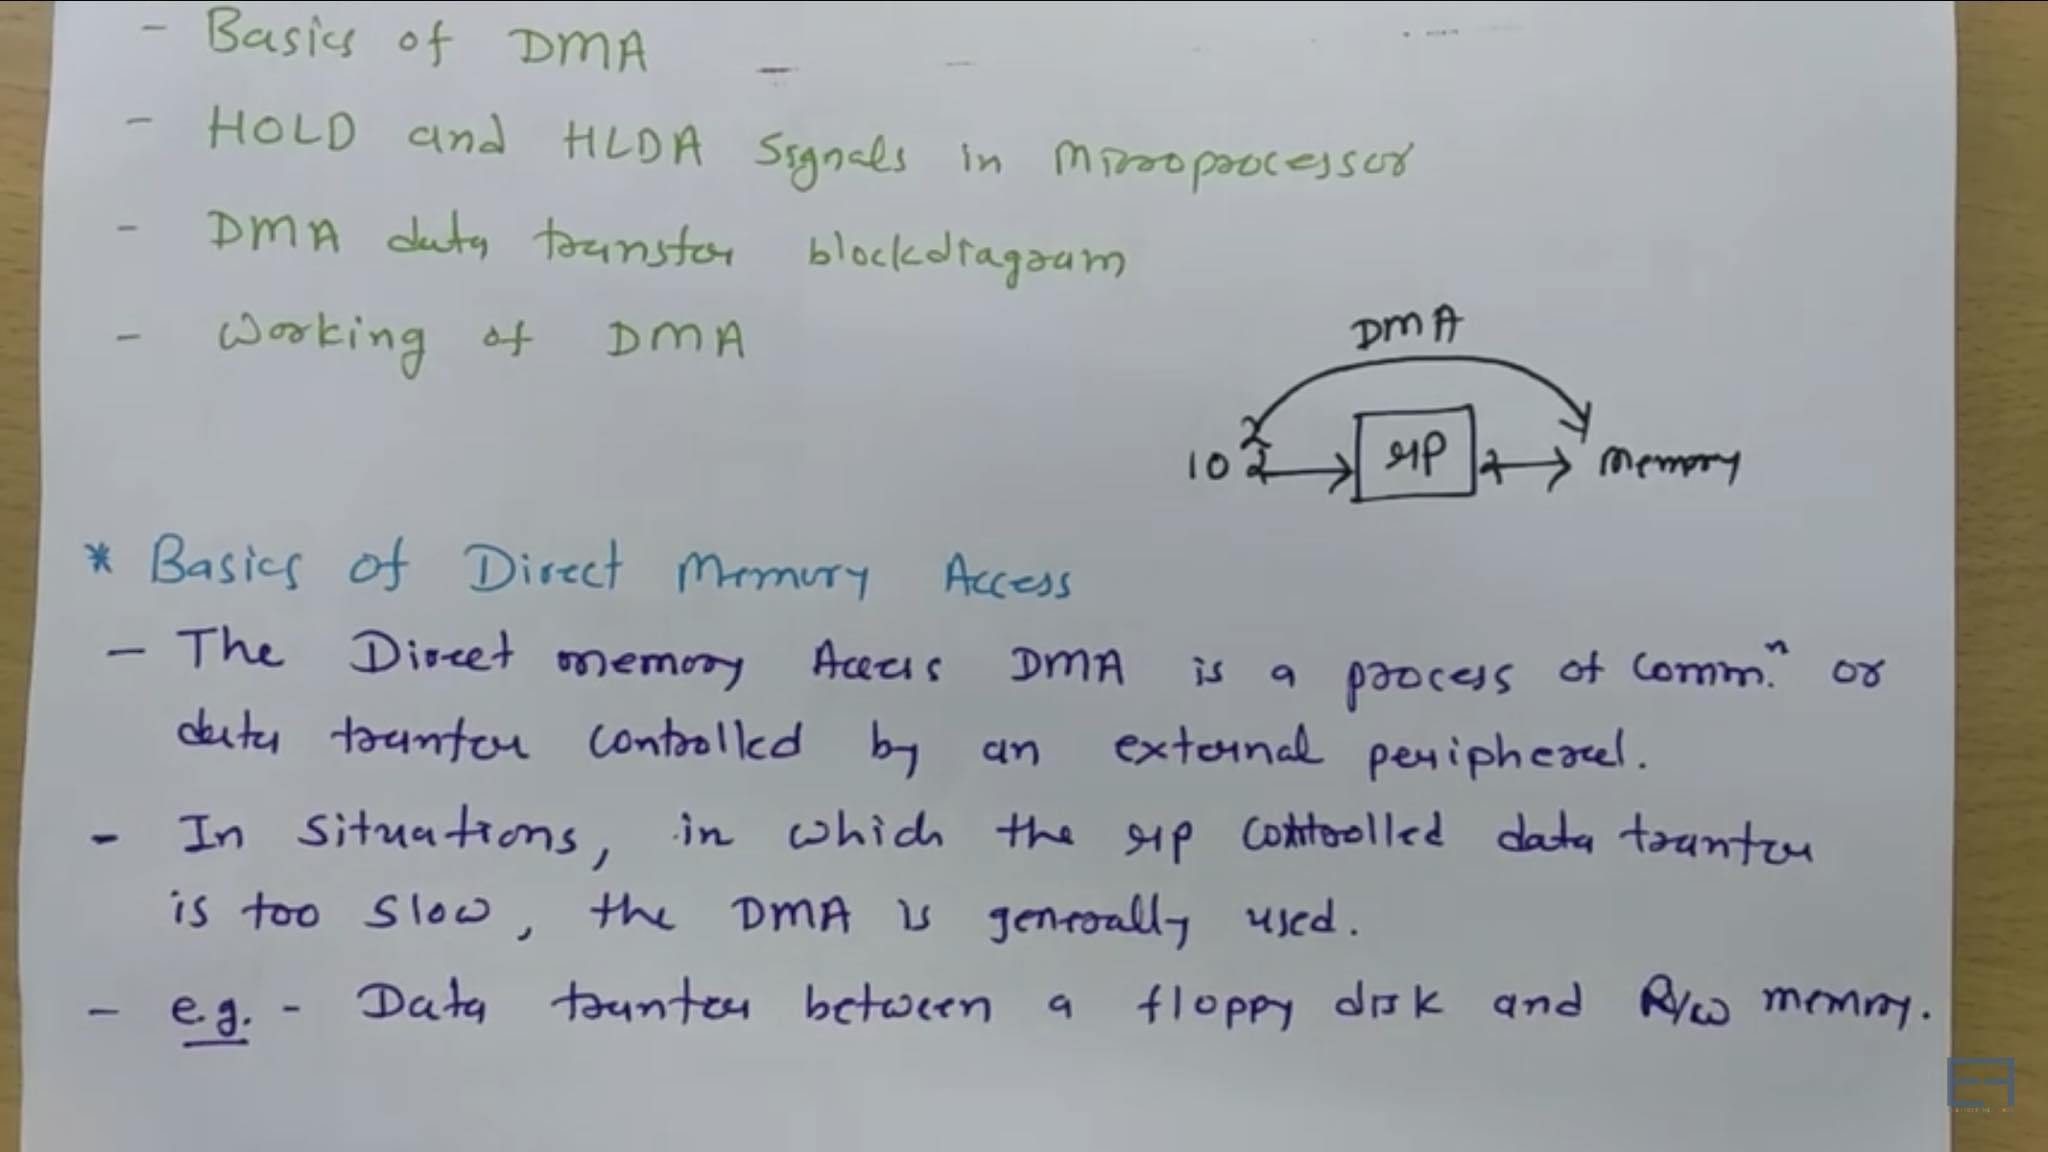 - Basics of DMA
- HOLD and HLDA Signals in Microprocessor
- DMA data transfer blockdiagram
- Working of DMA
DMA
IO
μP
memory
* Basics of Direct Memory Access
- The Direct memory Access DMA is a process of Comm.ⁿ or
data transfer controlled by an external peripheral.
- In situations, in which the μp controlled data transfer
is too slow, the DMA is generally used.
- e.g. - Data transfer between a floppy disk and R/W memory.